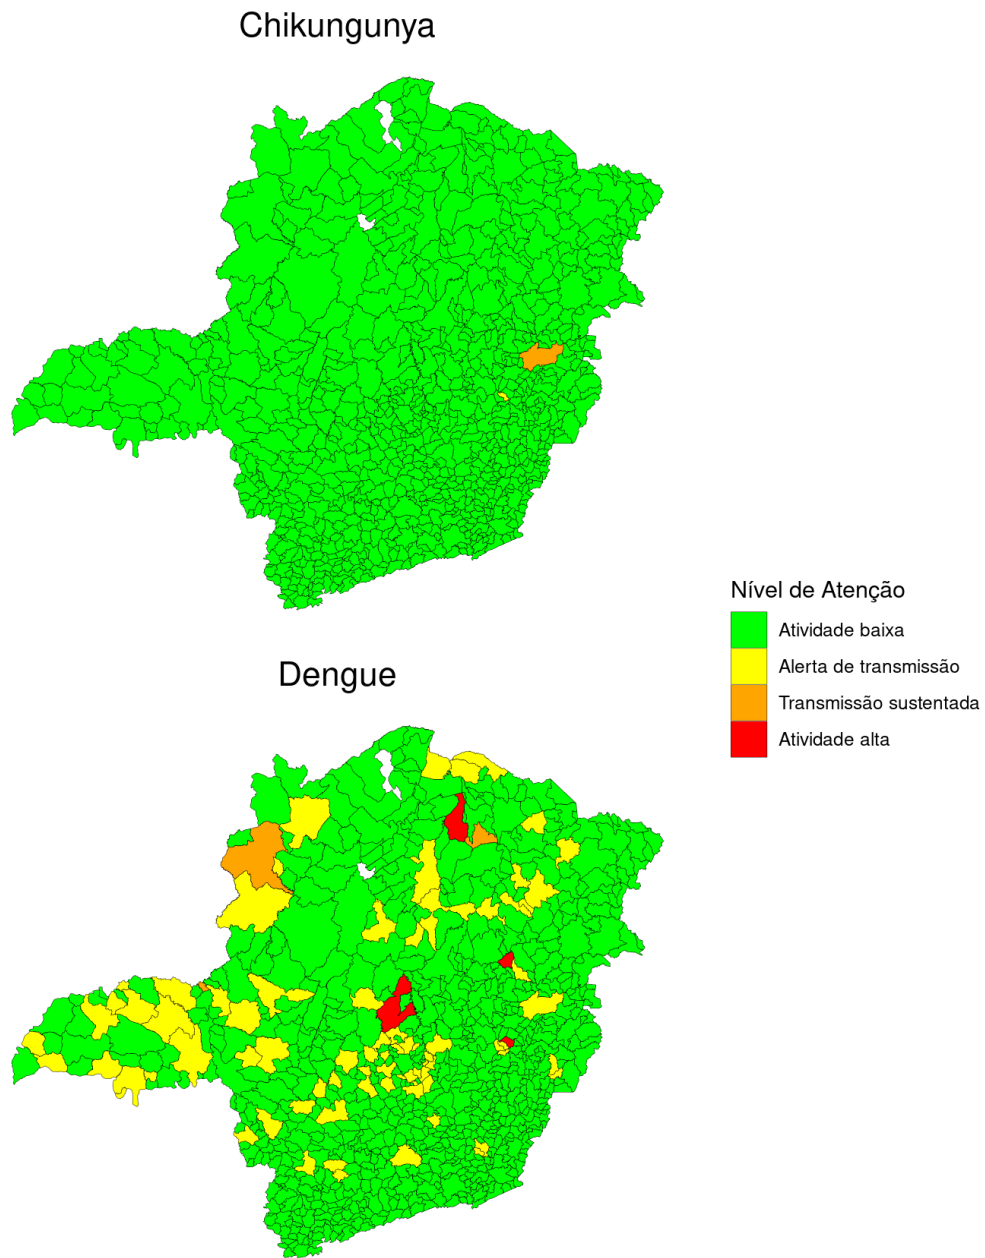 Chikungunya
Nível de Atenção
Atividade baixa
Alerta de transmissão
Transmissão sustentada
Atividade alta
Dengue